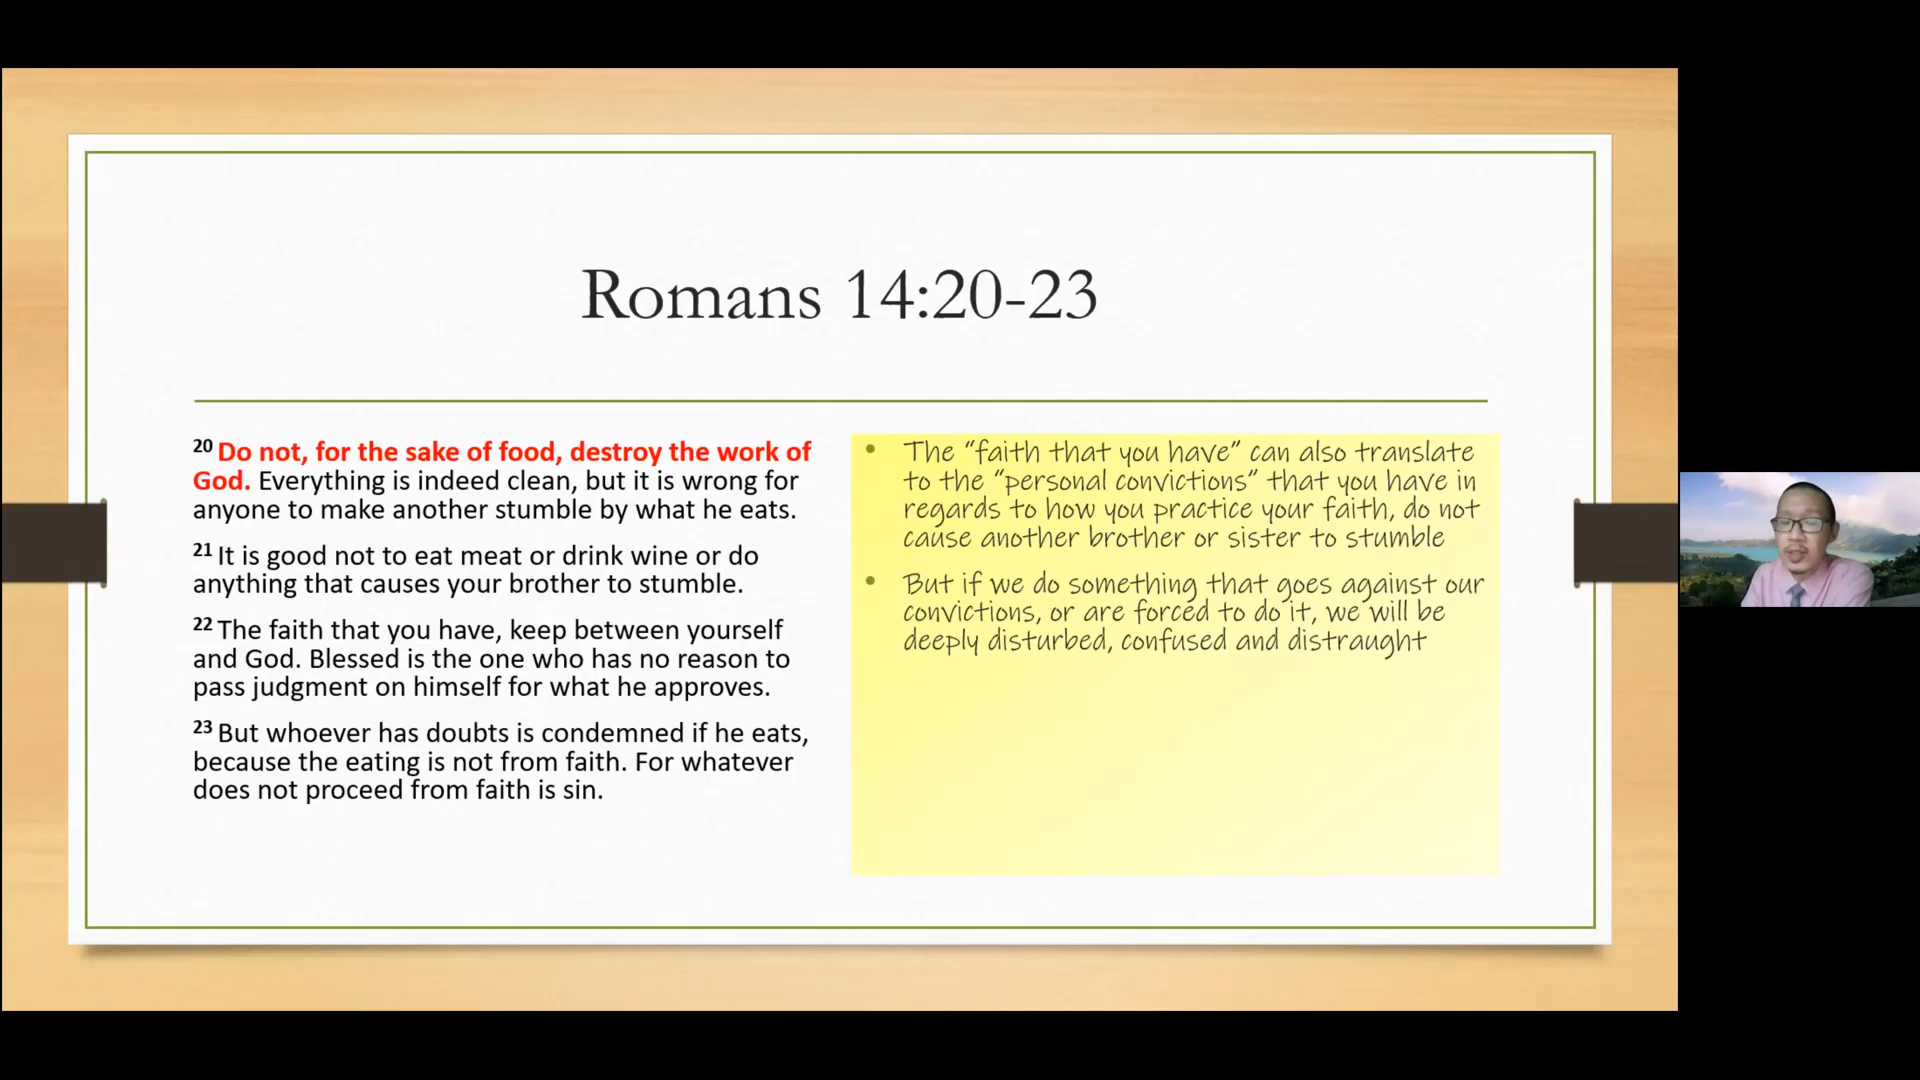 Romans 14:20-23
20 Do not, for the sake of food, destroy the work of
God. Everything is indeed clean, but it is wrong for
anyone to make another stumble by what he eats.
21 It is good not to eat meat or drink wine or do
anything that causes your brother to stumble.
22 The faith that you have, keep between yourself
and God. Blessed is the one who has no reason to
pass judgment on himself for what he approves.
23 But whoever has doubts is condemned if he eats,
because the eating is not from faith. For whatever
does not proceed from faith is sin.
• The “faith that you have” can also translate
to the “personal convictions” that you have in
regards to how you practice your faith, do not
cause another brother or sister to stumble
• But if we do something that goes against our
convictions, or are forced to do it, we will be
deeply disturbed, confused and distraught